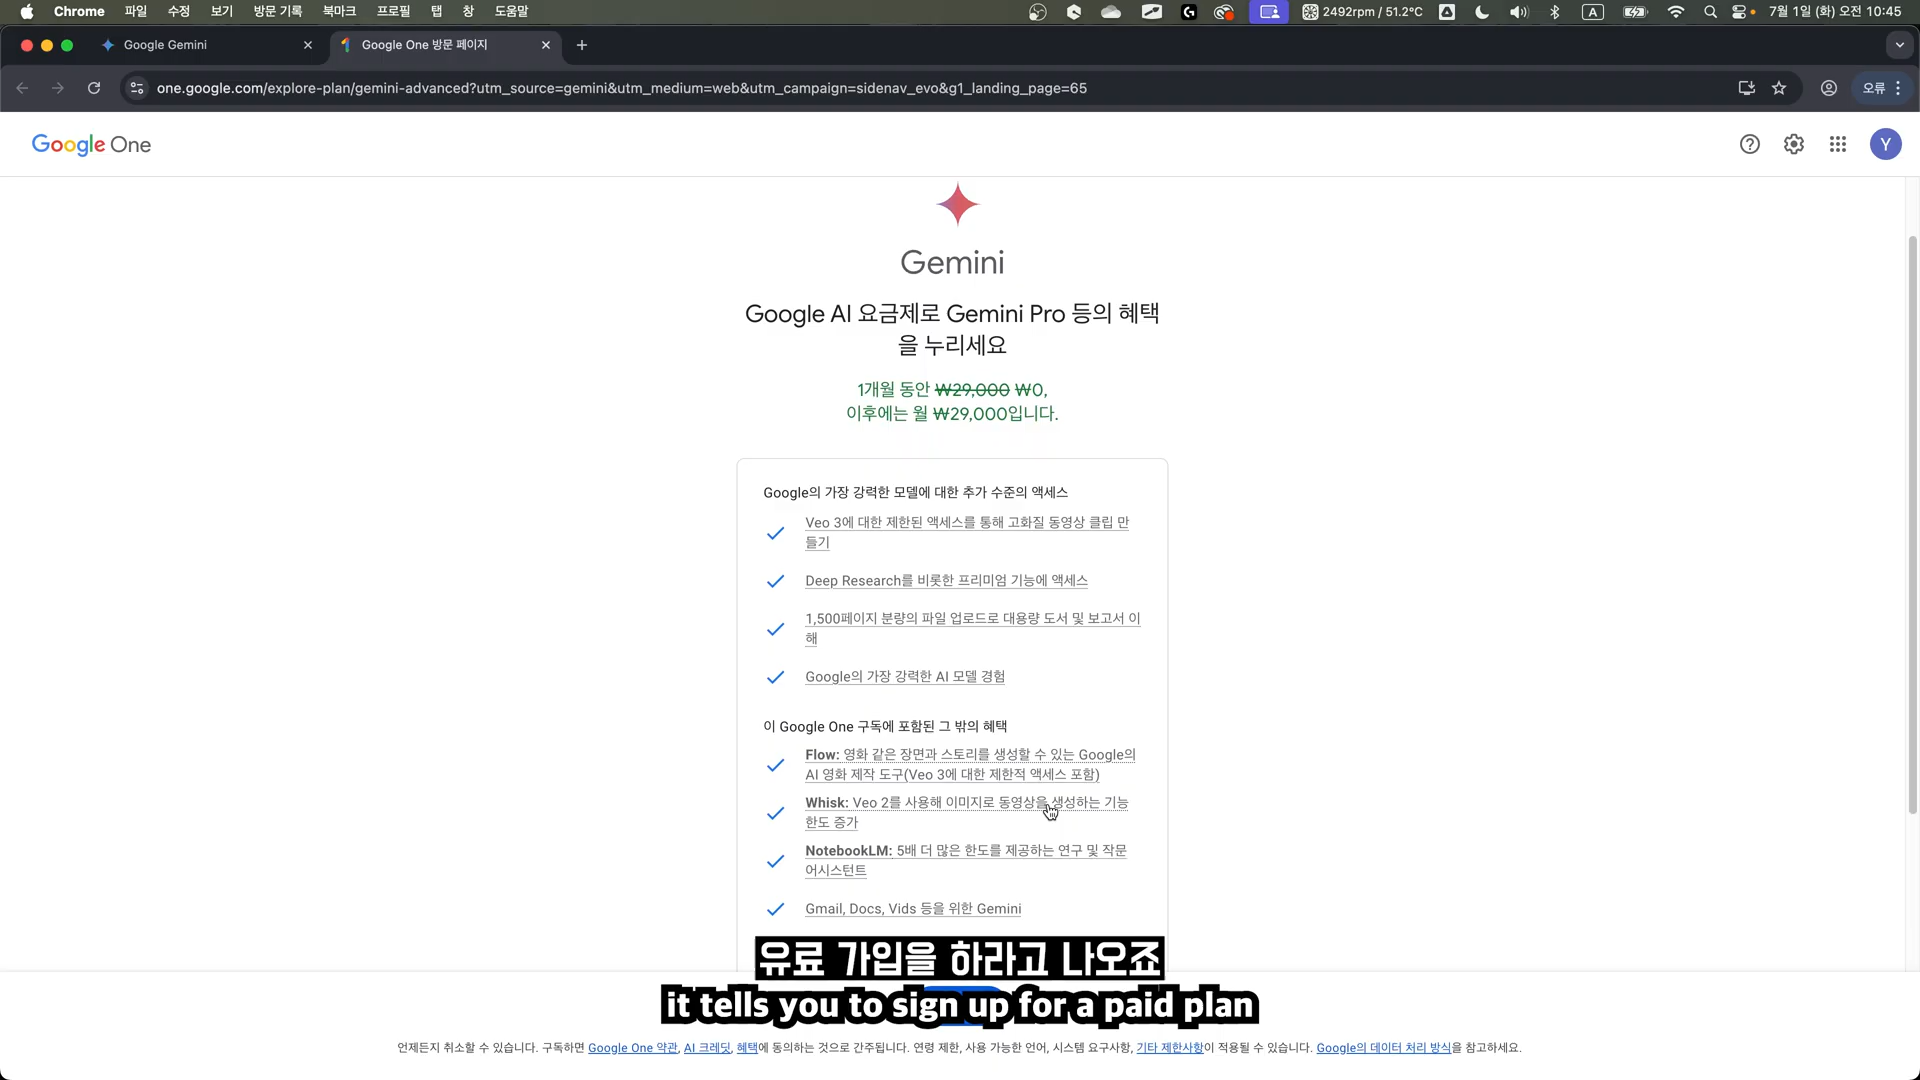 Chrome 파일 수정 보기 방문 기록 북마크 프로필 탭 창 도움말 2492rpm / 51.2°C A 7월 1일 (화) 오전 10:45
Google Gemini
Google One 방문 페이지
one.google.com/explore-plan/gemini-advanced?utm_source=gemini&utm_medium=web&utm_campaign=sidenav_evo&g1_landing_page=65
오류
Google One
Y
Gemini
Google AI 요금제로 Gemini Pro 등의 혜택
을 누리세요
1개월 동안 ₩29,000 ₩0,
이후에는 월 ₩29,000입니다.
Google의 가장 강력한 모델에 대한 추가 수준의 액세스
Veo 3에 대한 제한된 액세스를 통해 고화질 동영상 클립 만
들기
Deep Research를 비롯한 프리미엄 기능에 액세스
1,500페이지 분량의 파일 업로드로 대용량 도서 및 보고서 이
해
Google의 가장 강력한 AI 모델 경험
이 Google One 구독에 포함된 그 밖의 혜택
Flow: 영화 같은 장면과 스토리를 생성할 수 있는 Google의
AI 영화 제작 도구(Veo 3에 대한 제한적 액세스 포함)
Whisk: Veo 2를 사용해 이미지로 동영상을 생성하는 기능
한도 증가
NotebookLM: 5배 더 많은 한도를 제공하는 연구 및 작문
어시스턴트
Gmail, Docs, Vids 등을 위한 Gemini
유료 가입을 하라고 나오죠
it tells you to sign up for a paid plan
언제든지 취소할 수 있습니다. 구독하면 Google One 약관, AI 크레딧, 혜택에 동의하는 것으로 간주됩니다. 연령 제한, 사용 가능한 언어, 시스템 요구사항, 기타 제한사항이 적용될 수 있습니다. Google의 데이터 처리 방식을 참고하세요.